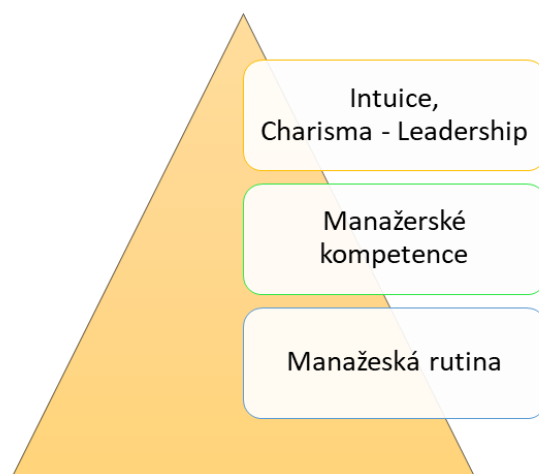 Intuice,
Charisma - Leadership
Manažerské
kompetence
Manažeská rutina